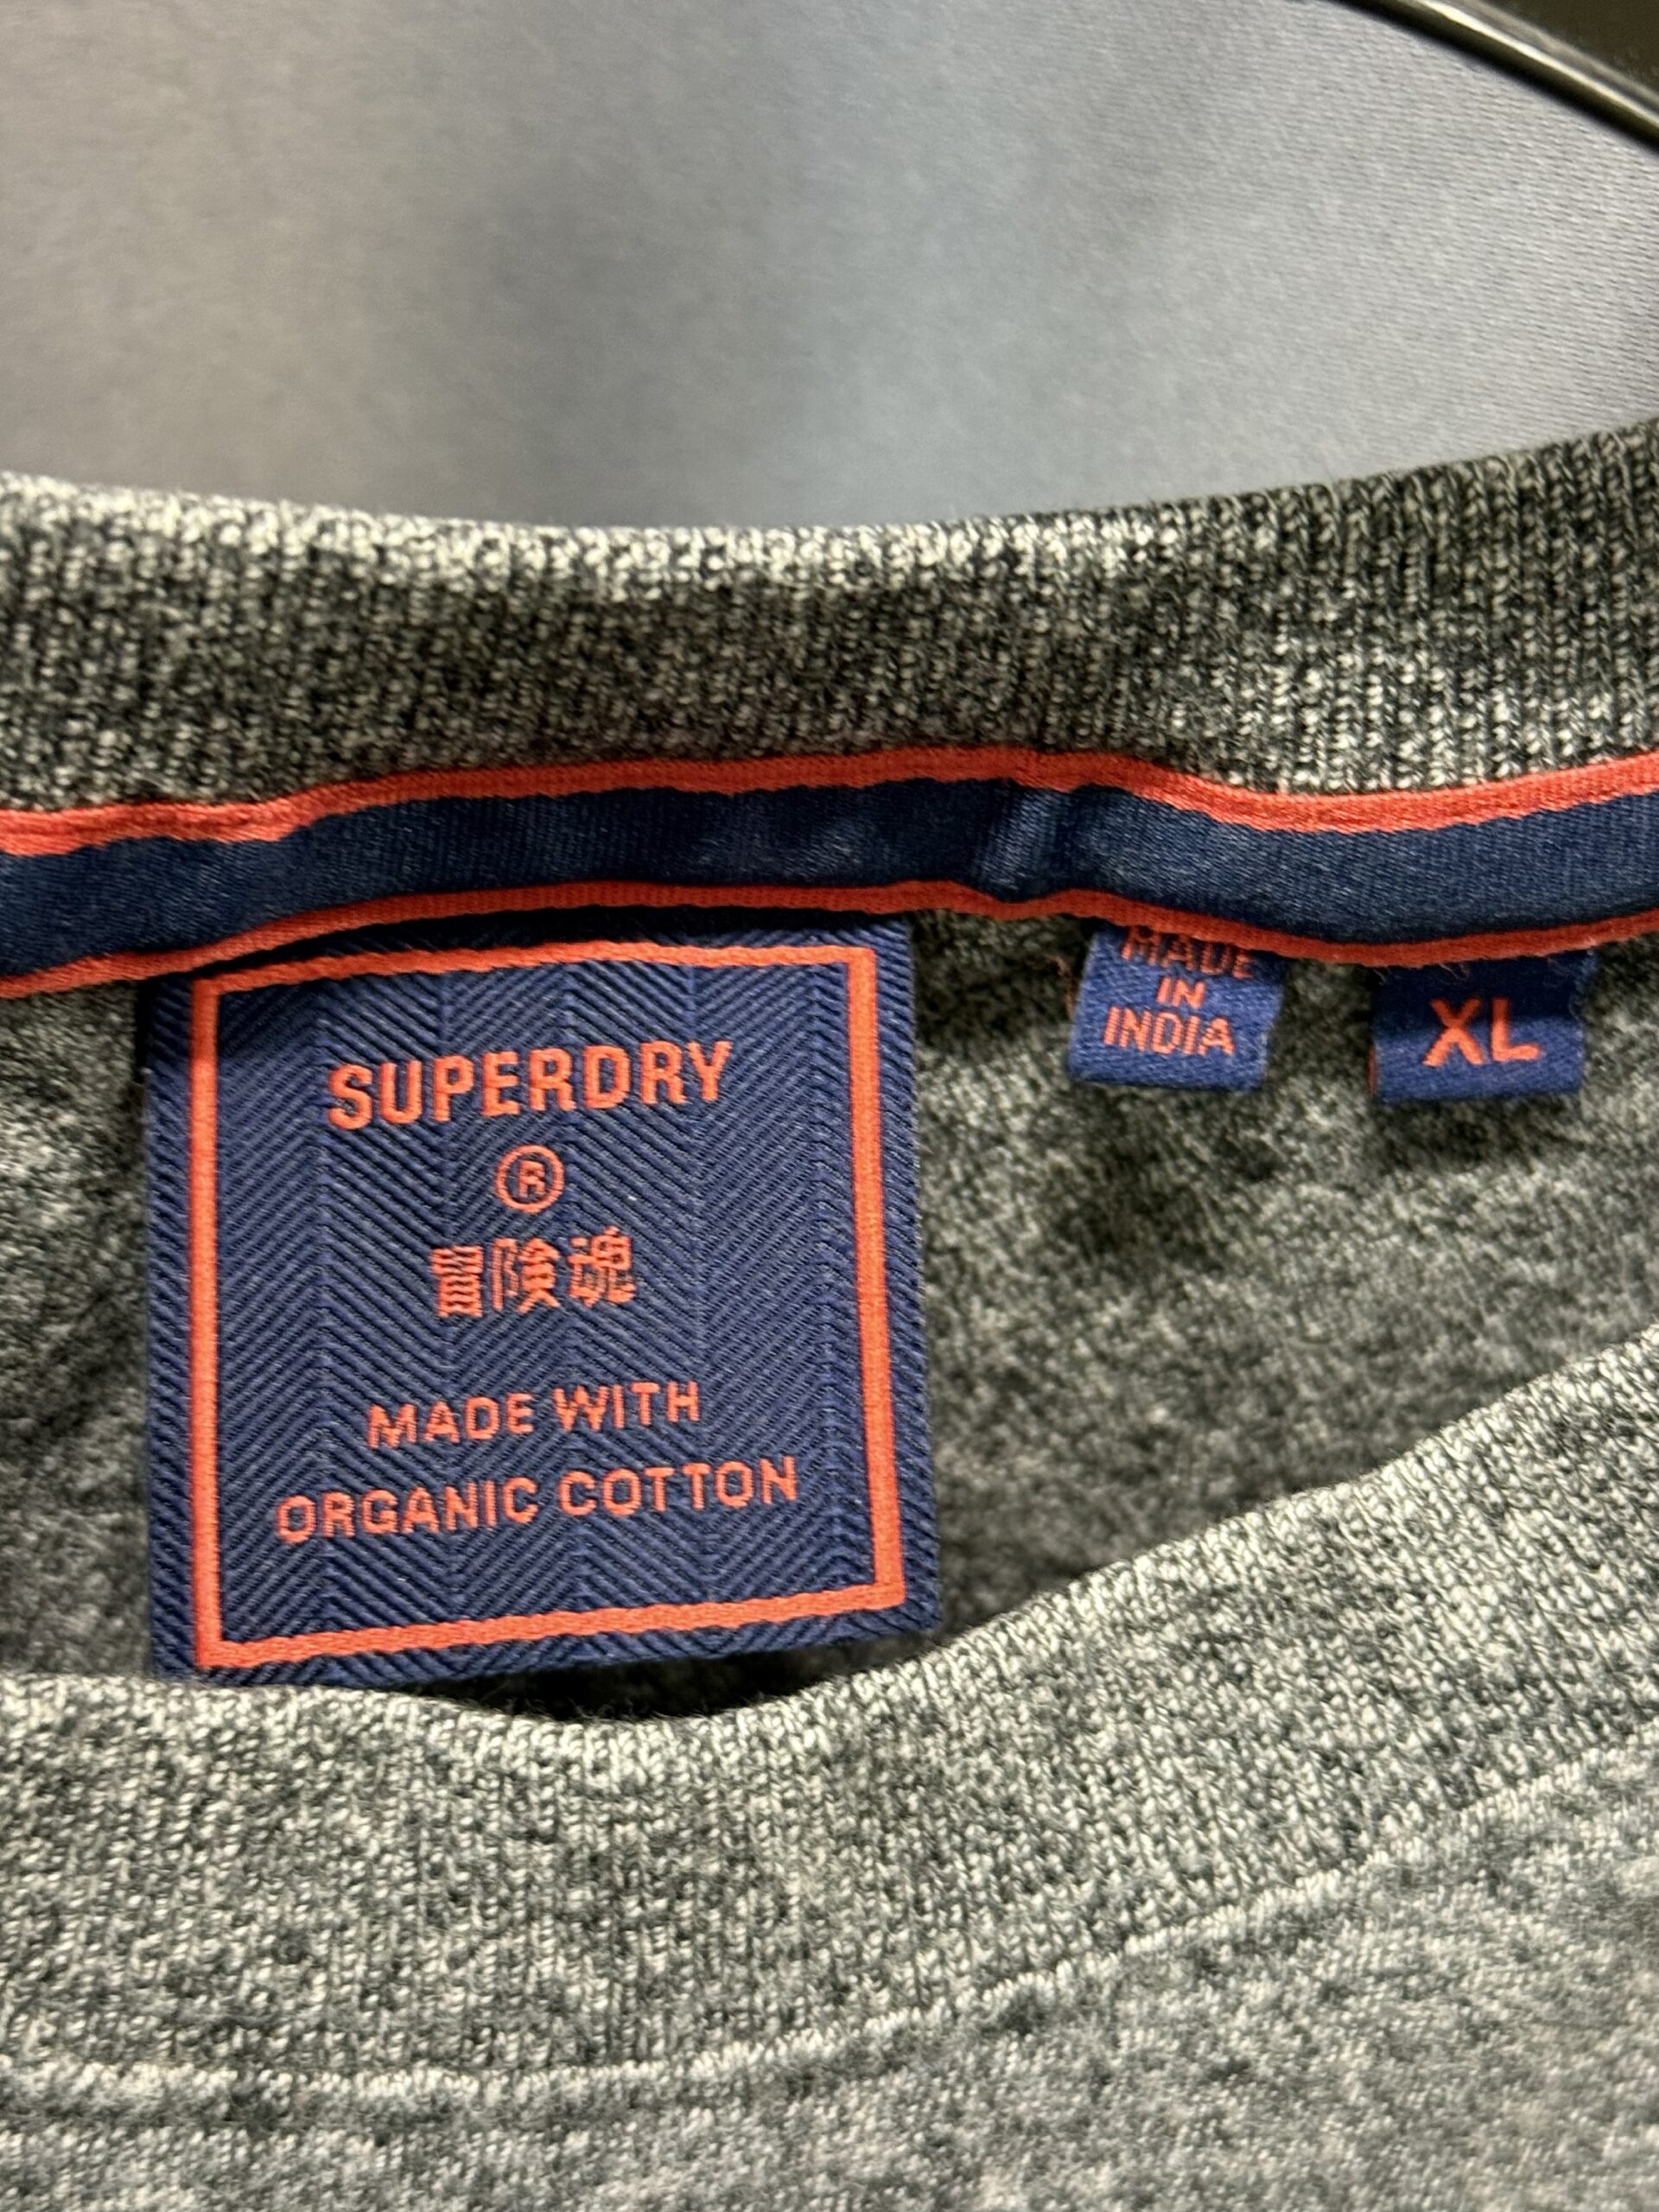 SUPERDRY
®
冒険魂
MADE WITH
ORGANIC COTTON
MADE
IN
INDIA
XL